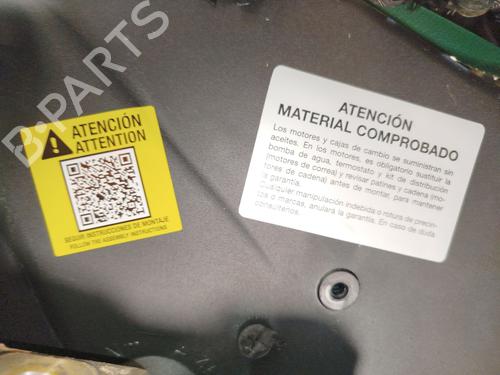 B-PARTS
ATENCIÓN
ATTENTION
SEGUIR INSTRUCCIONES DE MONTAJE
FOLLOW THE ASSEMBLY INSTRUCTIONS
ATENCIÓN
MATERIAL COMPROBADO
Los motores y cajas de cambio se suministran sin
aceites. En los motores, es obligatorio sustituir la
bomba de agua, termostato y kit de distribución
(motores de correa) y revisar patines y cadena (mo-
tores de cadena) antes de montar, para mantener
la garantía.
Cualquier manipulación indebida o rotura de precin-
tos o marcas, anulará la garantía. En caso de duda
consúltenos.